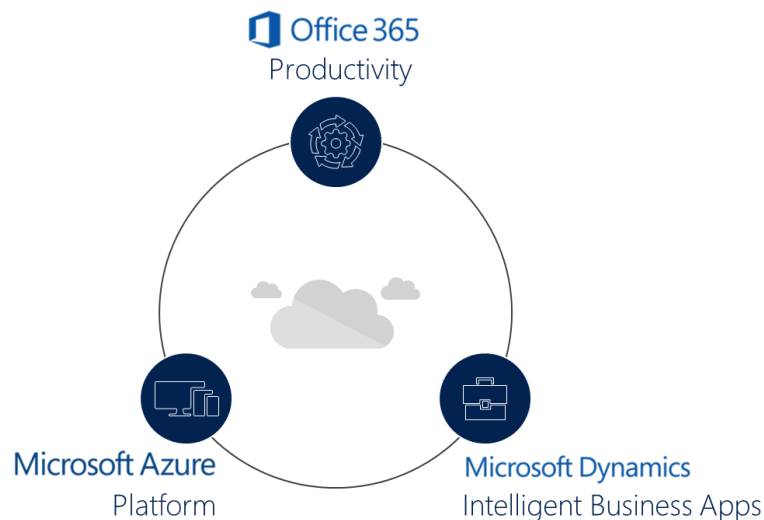 Office 365
Productivity
Microsoft Azure
Platform
Microsoft Dynamics
Intelligent Business Apps